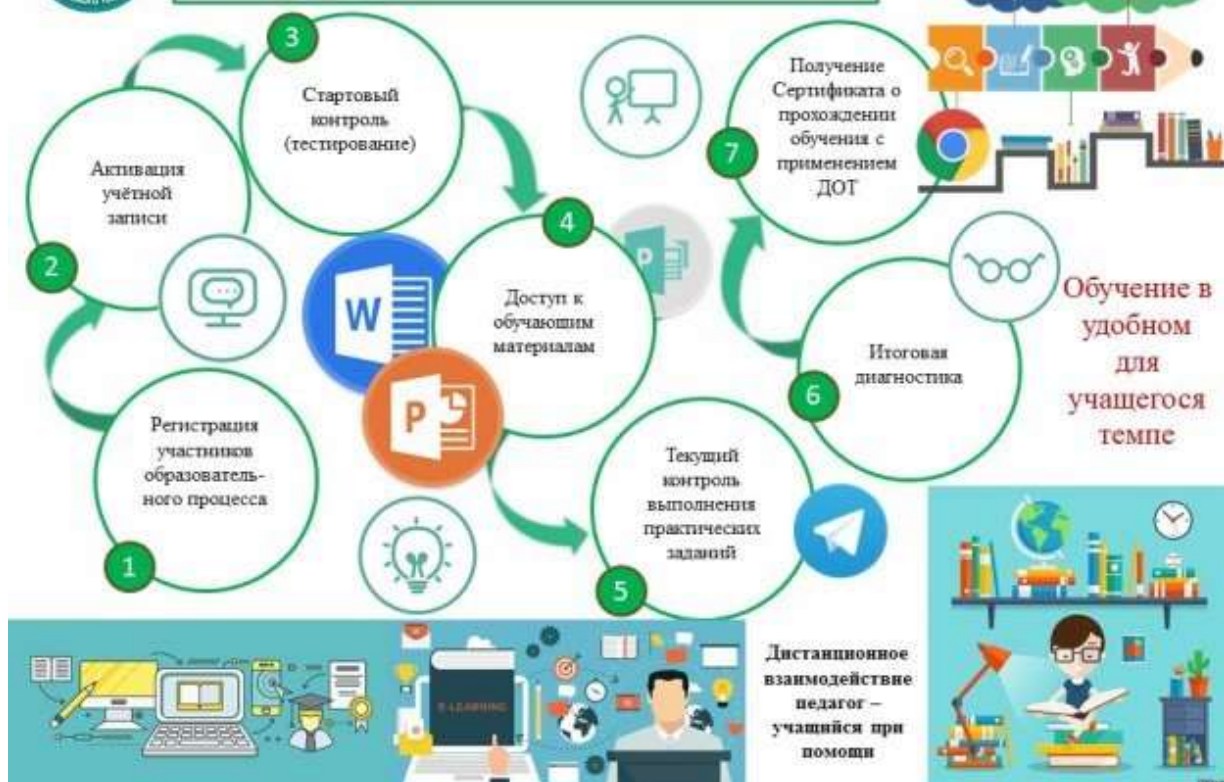 3
Стартовый
контроль
(тестирование)
Активация
учётной
записи
2
Регистрация
участников
образователь-
ного процесса
1
W
P
4
Доступ к
обучающим
материалам
P
Текущий
контроль
выполнения
практических
заданий
5
Итоговая
диагностика
6
Получение
Сертификата о
прохождении
обучения с
применением
ДОТ
7
Обучение в
удобном
для
учащегося
темпе
E-LEARNING
Дистанционное
взаимодействие
педагог –
учащийся при
помощи